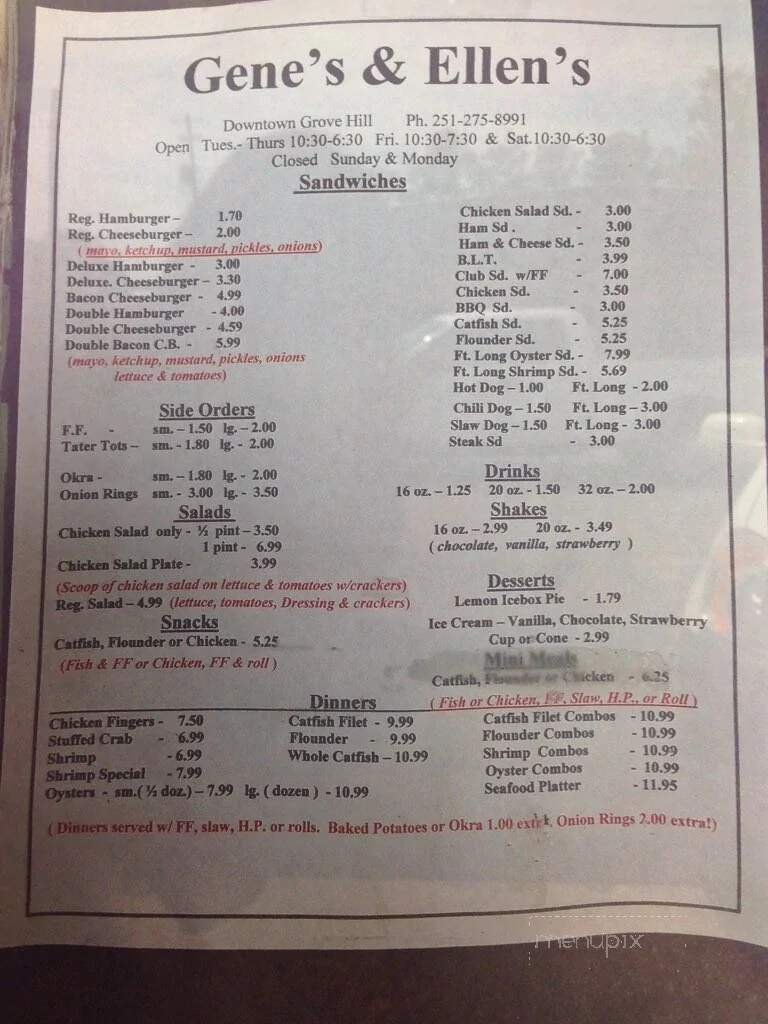 Gene's & Ellen's
Downtown Grove Hill Ph. 251-275-8991
Open Tues.- Thurs 10:30-6:30 Fri. 10:30-7:30 & Sat.10:30-6:30
Closed Sunday & Monday
Sandwiches
Reg. Hamburger – 1.70
Reg. Cheeseburger – 2.00
( mayo, ketchup, mustard, pickles, onions)
Deluxe Hamburger - 3.00
Deluxe. Cheeseburger – 3.30
Bacon Cheeseburger - 4.99
Double Hamburger - 4.00
Double Cheeseburger - 4.59
Double Bacon C.B. - 5.99
(mayo, ketchup, mustard, pickles, onions
lettuce & tomatoes)
Chicken Salad Sd. - 3.00
Ham Sd . - 3.00
Ham & Cheese Sd. - 3.50
B.L.T. - 3.99
Club Sd. w/FF - 7.00
Chicken Sd. - 3.50
BBQ Sd. - 3.00
Catfish Sd. - 5.25
Flounder Sd. - 5.25
Ft. Long Oyster Sd. - 7.99
Ft. Long Shrimp Sd. - 5.69
Hot Dog – 1.00 Ft. Long - 2.00
Chili Dog – 1.50 Ft. Long – 3.00
Slaw Dog – 1.50 Ft. Long - 3.00
Steak Sd - 3.00
Side Orders
F.F. - sm. – 1.50 lg. – 2.00
Tater Tots – sm. - 1.80 lg. - 2.00
Okra - sm. – 1.80 lg. - 2.00
Onion Rings sm. - 3.00 lg. - 3.50
Salads
Chicken Salad only - ½ pint – 3.50
1 pint - 6.99
Chicken Salad Plate - 3.99
(Scoop of chicken salad on lettuce & tomatoes w/crackers)
Reg. Salad – 4.99 (lettuce, tomatoes, Dressing & crackers)
Snacks
Catfish, Flounder or Chicken - 5.25
(Fish & FF or Chicken, FF & roll )
Drinks
16 oz. – 1.25 20 oz. - 1.50 32 oz. – 2.00
Shakes
16 oz. – 2.99 20 oz. - 3.49
( chocolate, vanilla, strawberry )
Desserts
Lemon Icebox Pie - 1.79
Ice Cream – Vanilla, Chocolate, Strawberry
Cup or Cone - 2.99
Mini Meals
Catfish, Flounder or Chicken - 6.25
( Fish or Chicken, FF, Slaw, H.P., or Roll )
Dinners
Chicken Fingers - 7.50
Stuffed Crab - 6.99
Shrimp - 6.99
Shrimp Special - 7.99
Oysters - sm.( ½ doz.) – 7.99 lg. ( dozen ) - 10.99
Catfish Filet - 9.99
Flounder - 9.99
Whole Catfish – 10.99
Catfish Filet Combos - 10.99
Flounder Combos - 10.99
Shrimp Combos - 10.99
Oyster Combos - 10.99
Seafood Platter - 11.95
( Dinners served w/ FF, slaw, H.P. or rolls. Baked Potatoes or Okra 1.00 extra, Onion Rings 2.00 extra!)
menupix